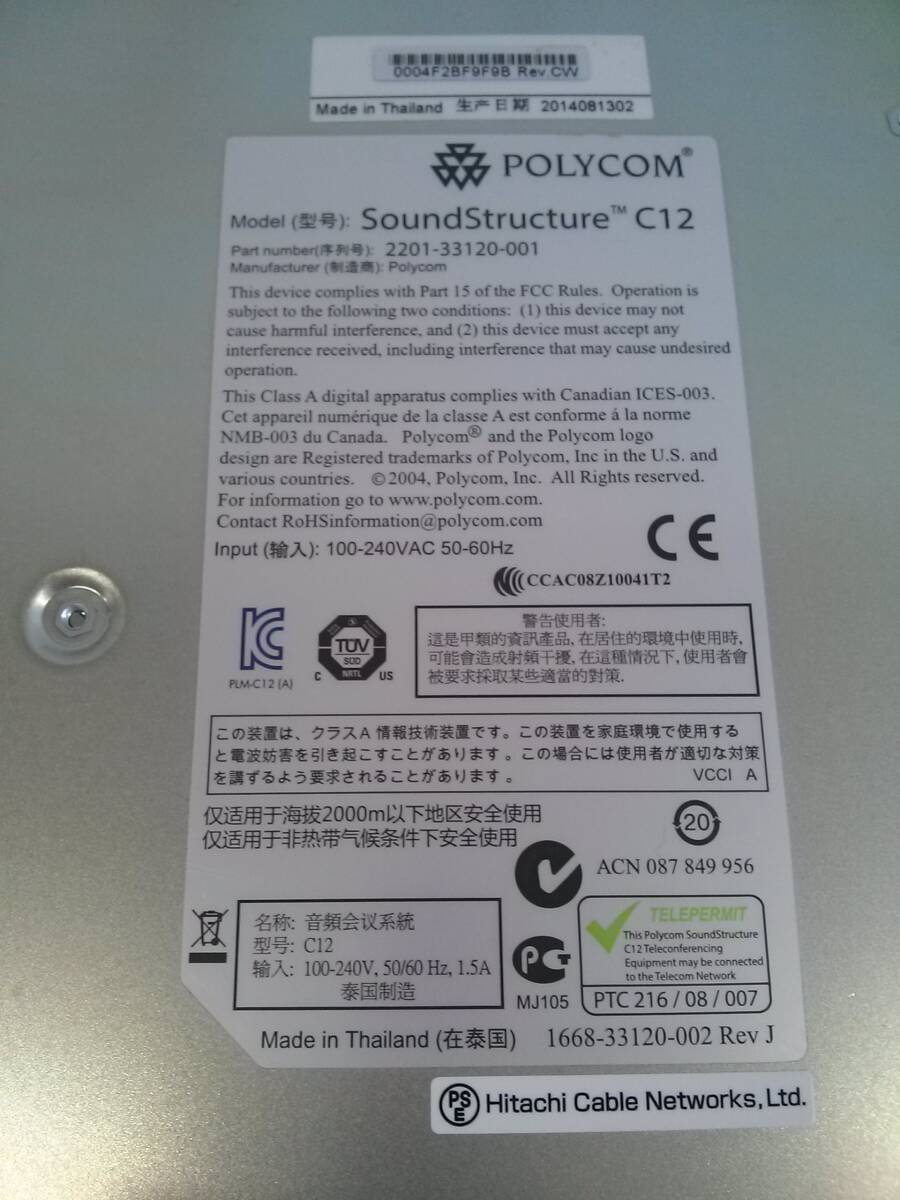 0004F2BF9F9B Rev.CW
Made in Thailand 生产日期 2014081302
POLYCOM®
Model (型号): SoundStructure™ C12
Part number(序列号): 2201-33120-001
Manufacturer (制造商): Polycom
This device complies with Part 15 of the FCC Rules. Operation is
subject to the following two conditions: (1) this device may not
cause harmful interference, and (2) this device must accept any
interference received, including interference that may cause undesired
operation.
This Class A digital apparatus complies with Canadian ICES-003.
Cet appareil numérique de la classe A est conforme á la norme
NMB-003 du Canada. Polycom® and the Polycom logo
design are Registered trademarks of Polycom, Inc in the U.S. and
various countries. ©2004, Polycom, Inc. All Rights reserved.
For information go to www.polycom.com.
Contact RoHSinformation@polycom.com
CE
Input (输入): 100-240VAC 50-60Hz
CCAC08Z10041T2
PLM-C12 (A)
TÜV
SÜD
NRTL
C US
警告使用者:
這是甲類的資訊產品, 在居住的環境中使用時,
可能會造成射頻干擾, 在這種情況下, 使用者會
被要求採取某些適當的對策.
この装置は、クラスA 情報技術装置です。この装置を家庭環境で使用する
と電波妨害を引き起こすことがあります。この場合には使用者が適切な対策
を講ずるよう要求されることがあります。 VCCI A
仅适用于海拔2000m以下地区安全使用
仅适用于非热带气候条件下安全使用
20
ACN 087 849 956
名称: 音頻会议系統
型号: C12
输入: 100-240V, 50/60 Hz, 1.5A
泰国制造
MJ105
TELEPERMIT
This Polycom SoundStructure
C12 Teleconferencing
Equipment may be connected
to the Telecom Network
PTC 216 / 08 / 007
Made in Thailand (在泰国) 1668-33120-002 Rev J
PSE Hitachi Cable Networks, Ltd.